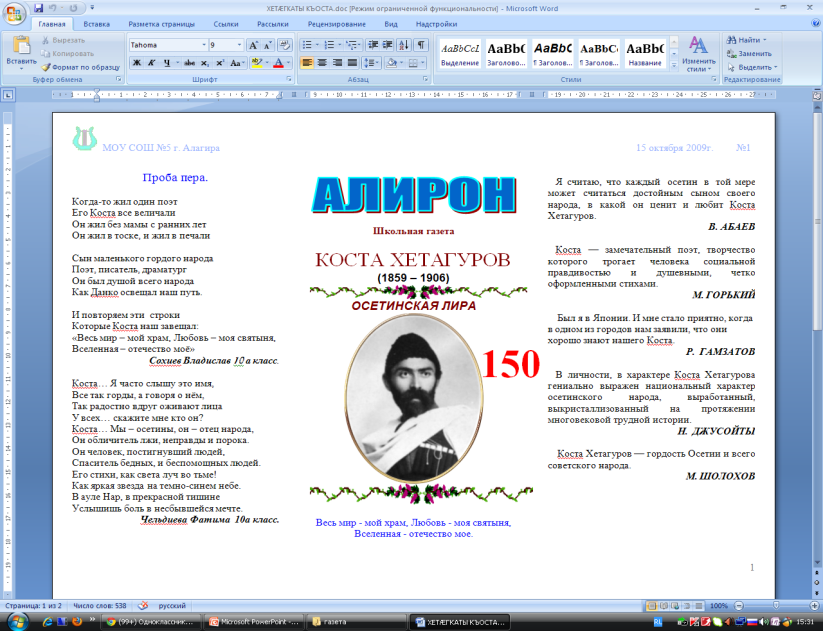 ХЕТÆГКАТЫ КЪОСТА.doc [Режим ограниченной функциональности] - Microsoft Word
Главная Вставка Разметка страницы Ссылки Рассылки Рецензирование Вид Надстройки
Вставить
Вырезать
Копировать
Формат по образцу
Буфер обмена
Tahoma 9
Ж К Ч abc x₂ x² Aa
Шрифт
Абзац
AaBbCcI AaBbC AaBbC AaBbCc AaBbC
Выделение Заголово... ¶ Заголов... ¶ Заголов... Название
Изменить стили
Стили
Найти
Заменить
Выделить
Редактирование
МОУ СОШ №5 г. Алагира
15 октября 2009г. №1
Проба пера.
Когда-то жил один поэт
Его Коста все величали
Он жил без мамы с ранних лет
Он жил в тоске, и жил в печали
Сын маленького гордого народа
Поэт, писатель, драматург
Он был душой всего народа
Как Данко освещал наш путь.
И повторяем эти строки
Которые Коста наш завещал:
«Весь мир – мой храм, Любовь – моя святыня,
Вселенная – отечество моё»
Сохиев Владислав 10 а класс.
Коста… Я часто слышу это имя,
Все так горды, а говоря о нём,
Так радостно вдруг оживают лица
У всех… скажите мне кто он?
Коста… Мы – осетины, он – отец народа,
Он обличитель лжи, неправды и порока.
Он человек, постигнувший людей,
Спаситель бедных, и беспомощных людей.
Его стихи, как света луч во тьме!
Как яркая звезда на темно-синем небе.
В ауле Нар, в прекрасной тишине
Услышишь боль в несбывшейся мечте.
Чельдиева Фатима 10а класс.
АЛИРОН
Школьная газета
КОСТА ХЕТАГУРОВ
(1859 – 1906)
ОСЕТИНСКАЯ ЛИРА
150
Весь мир - мой храм, Любовь - моя святыня,
Вселенная - отечество мое.
Я считаю, что каждый осетин в той мере
может считаться достойным сыном своего
народа, в какой он ценит и любит Коста
Хетагуров.
В. АБАЕВ
Коста — замечательный поэт, творчество
которого трогает человека социальной
правдивостью и душевными, четко
оформленными стихами.
М. ГОРЬКИЙ
Был я в Японии. И мне стало приятно, когда
в одном из городов нам заявили, что они
хорошо знают нашего Коста.
Р. ГАМЗАТОВ
В личности, в характере Коста Хетагурова
гениально выражен национальный характер
осетинского народа, выработанный,
выкристаллизованный на протяжении
многовековой трудной истории.
Н. ДЖУСОЙТЫ
Коста Хетагуров — гордость Осетии и всего
советского народа.
М. ШОЛОХОВ
1
Страница: 1 из 2 Число слов: 538 русский 100%
(99+) Одноклассник... Microsoft PowerPoint -... газета ХЕТÆГКАТЫ КЪОСТА... RL 15:31